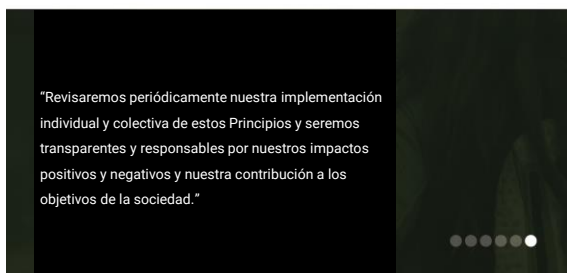 “Revisaremos periódicamente nuestra implementación
individual y colectiva de estos Principios y seremos
transparentes y responsables por nuestros impactos
positivos y negativos y nuestra contribución a los
objetivos de la sociedad.”